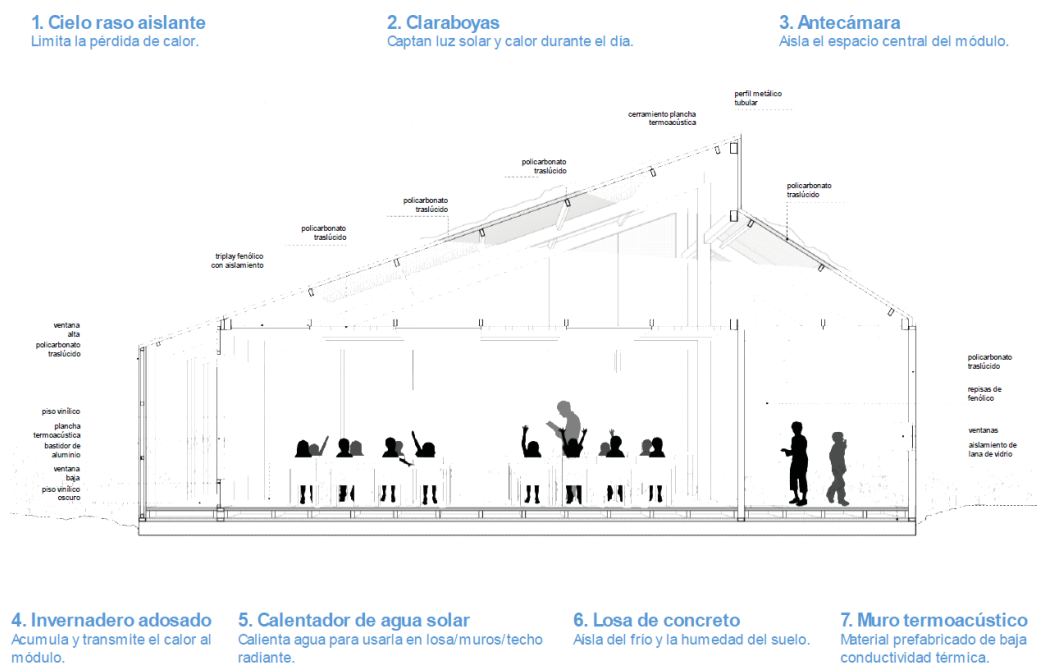 1. Cielo raso aislante
Limita la pérdida de calor.
2. Claraboyas
Captan luz solar y calor durante el día.
3. Antecámara
Aisla el espacio central del módulo.
perfil metálico
tubular
cerramiento plancha
termoacústica
policarbonato
traslúcido
policarbonato
traslúcido
policarbonato
traslúcido
policarbonato
traslúcido
triplay fenólico
con aislamiento
ventana
alta
policarbonato
traslúcido
piso vinílico
plancha
termoacústica
bastidor de
aluminio
ventana
baja
piso vinílico
oscuro
policarbonato
traslúcido
repisas de
fenólico
ventanas
aislamiento de
lana de vidrio
4. Invernadero adosado
Acumula y transmite el calor al
módulo.
5. Calentador de agua solar
Calienta agua para usarla en losa/muros/techo
radiante.
6. Losa de concreto
Aisla del frío y la humedad del suelo.
7. Muro termoacústico
Material prefabricado de baja
conductividad térmica.